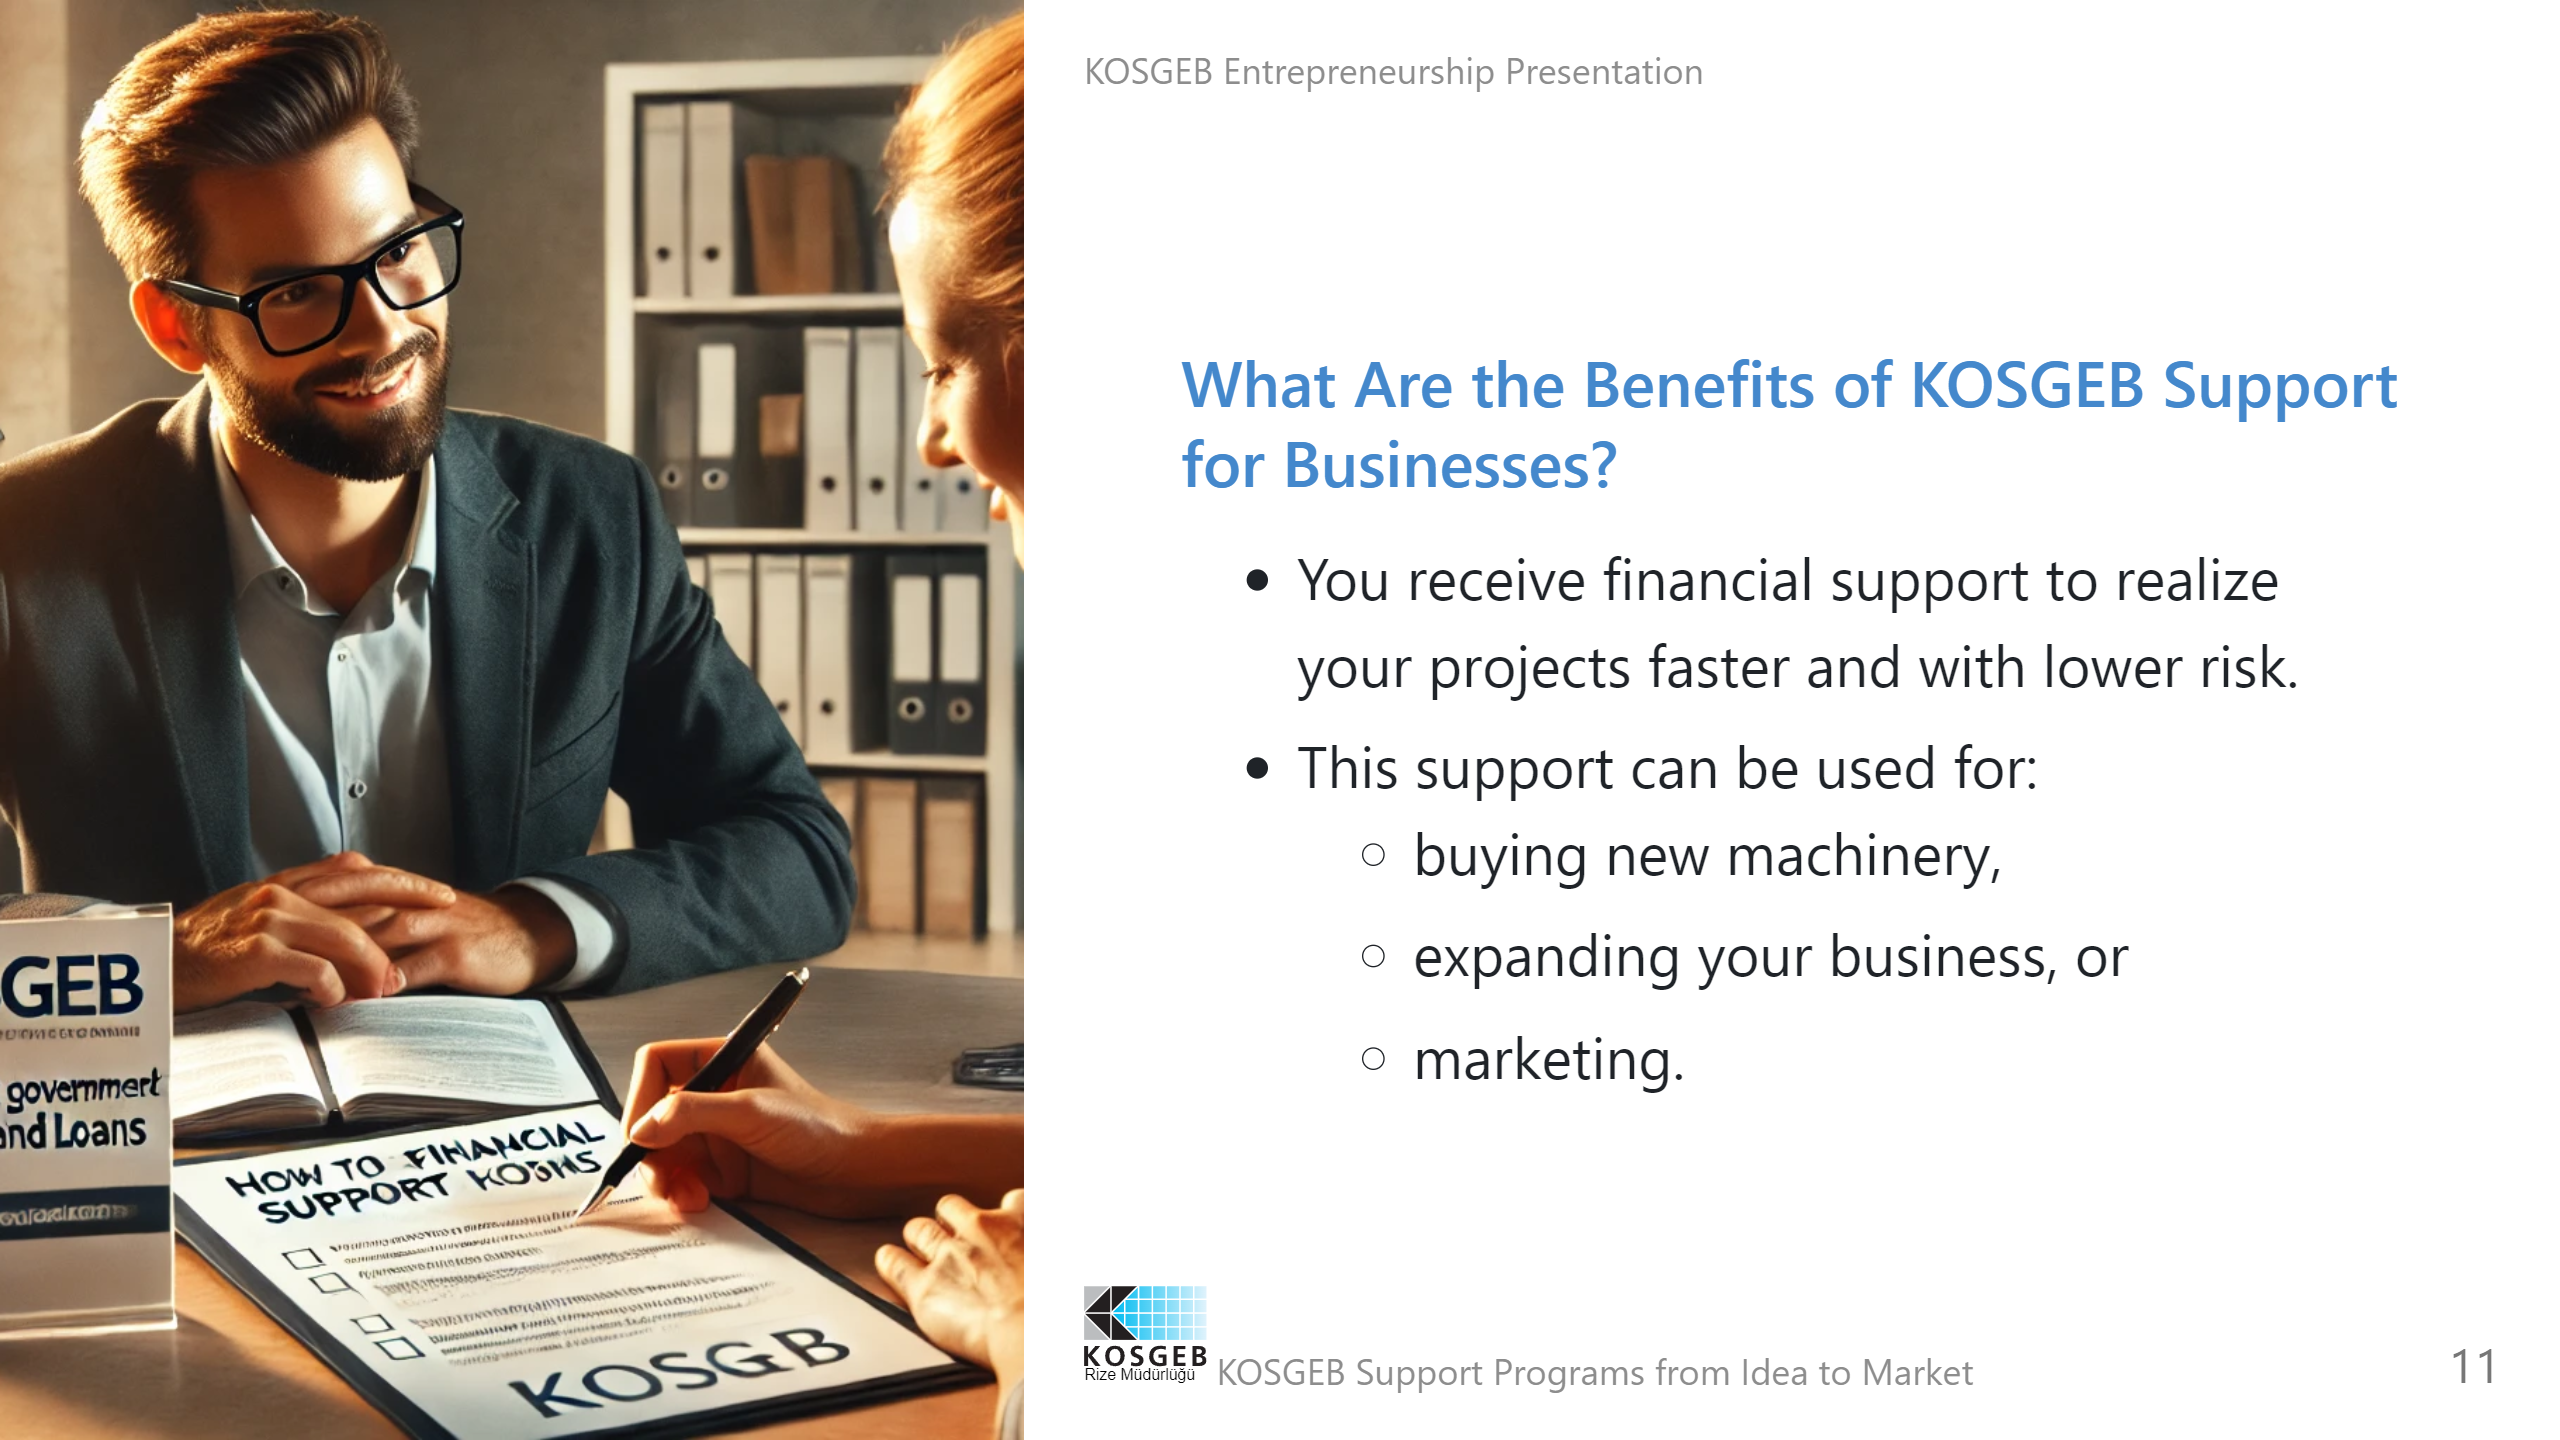 KOSGEB Entrepreneurship Presentation
What Are the Benefits of KOSGEB Support
for Businesses?
● You receive financial support to realize
your projects faster and with lower risk.
● This support can be used for:
○ buying new machinery,
○ expanding your business, or
○ marketing.
GEB
government
and Loans
HOW TO FINANCIAL
SUPPORT
KOSGB
KOSGEB
Rize Müdürlüğü
KOSGEB Support Programs from Idea to Market
11